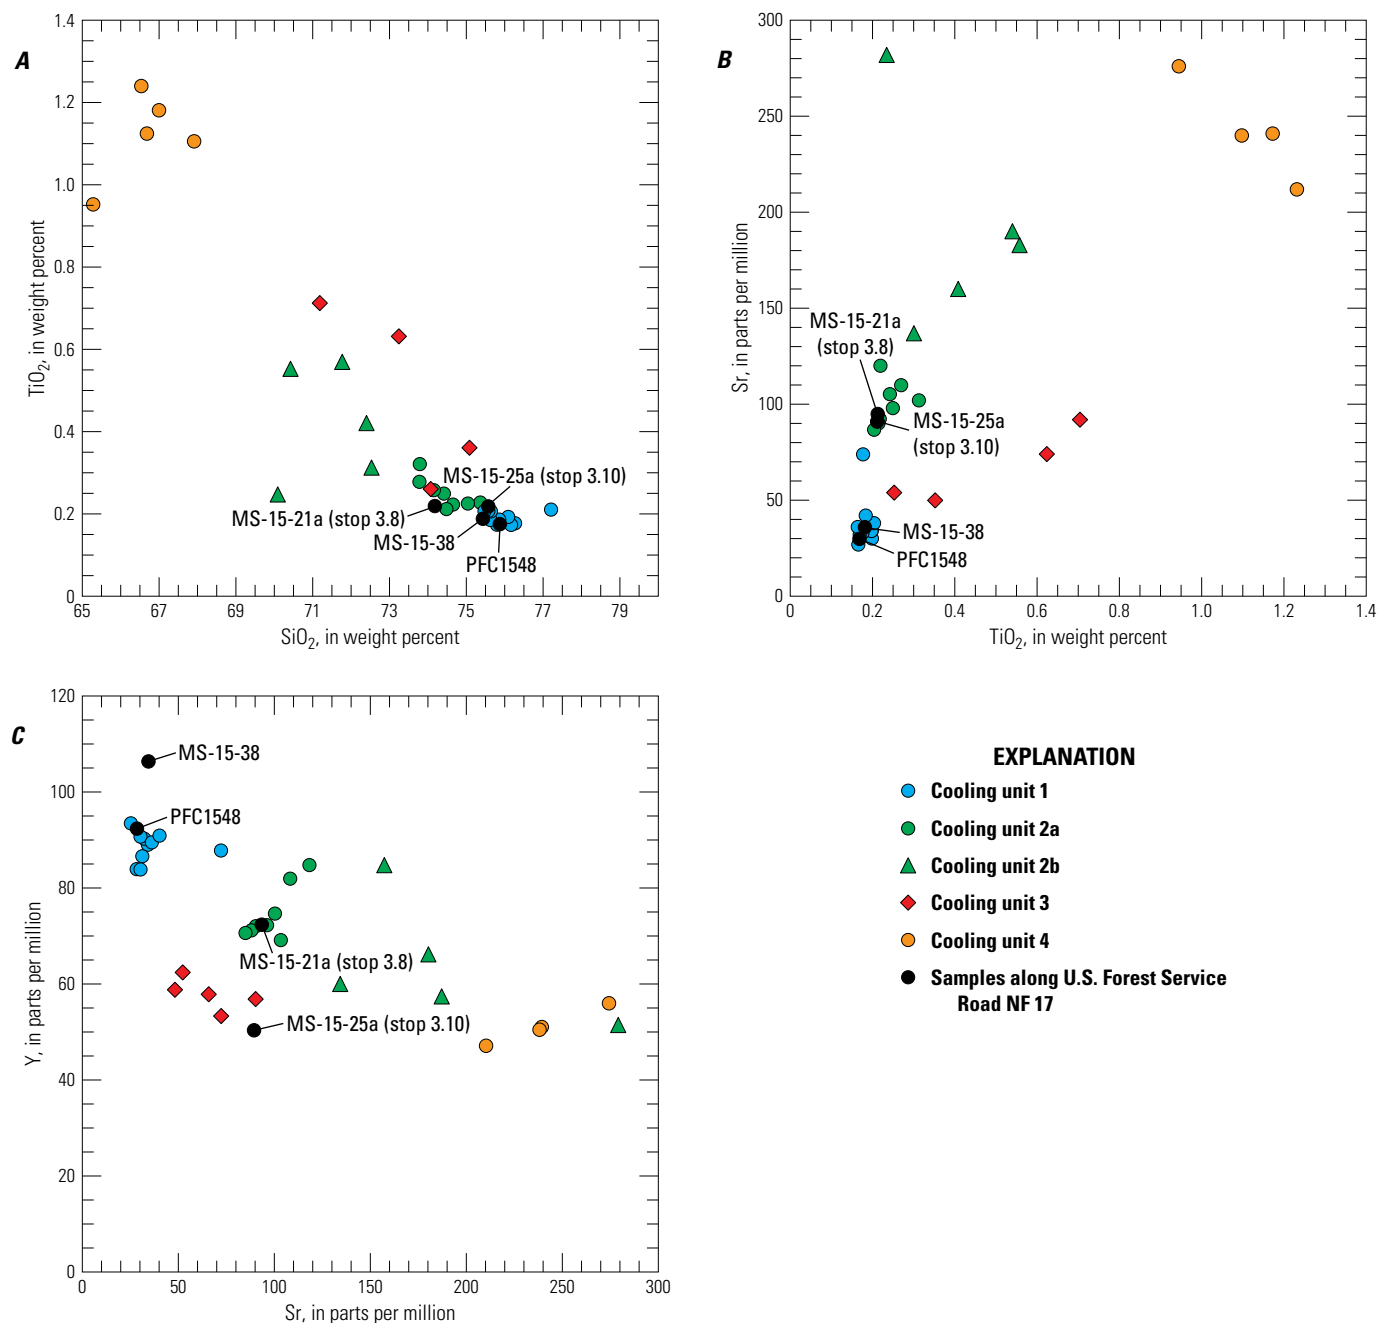 A
1.4
1.2
1.0
0.8
0.6
0.4
0.2
0
TiO2, in weight percent
MS-15-25a (stop 3.10)
MS-15-21a (stop 3.8)
MS-15-38
PFC1548
65 67 69 71 73 75 77 79
SiO2, in weight percent
B
300
250
200
150
100
50
0
Sr, in parts per million
MS-15-21a
(stop 3.8)
MS-15-25a
(stop 3.10)
MS-15-38
PFC1548
0 0.2 0.4 0.6 0.8 1.0 1.2 1.4
TiO2, in weight percent
C
120
100
80
60
40
20
0
Y, in parts per million
MS-15-38
PFC1548
MS-15-21a (stop 3.8)
MS-15-25a (stop 3.10)
0 50 100 150 200 250 300
Sr, in parts per million
EXPLANATION
Cooling unit 1
Cooling unit 2a
Cooling unit 2b
Cooling unit 3
Cooling unit 4
Samples along U.S. Forest Service
Road NF 17